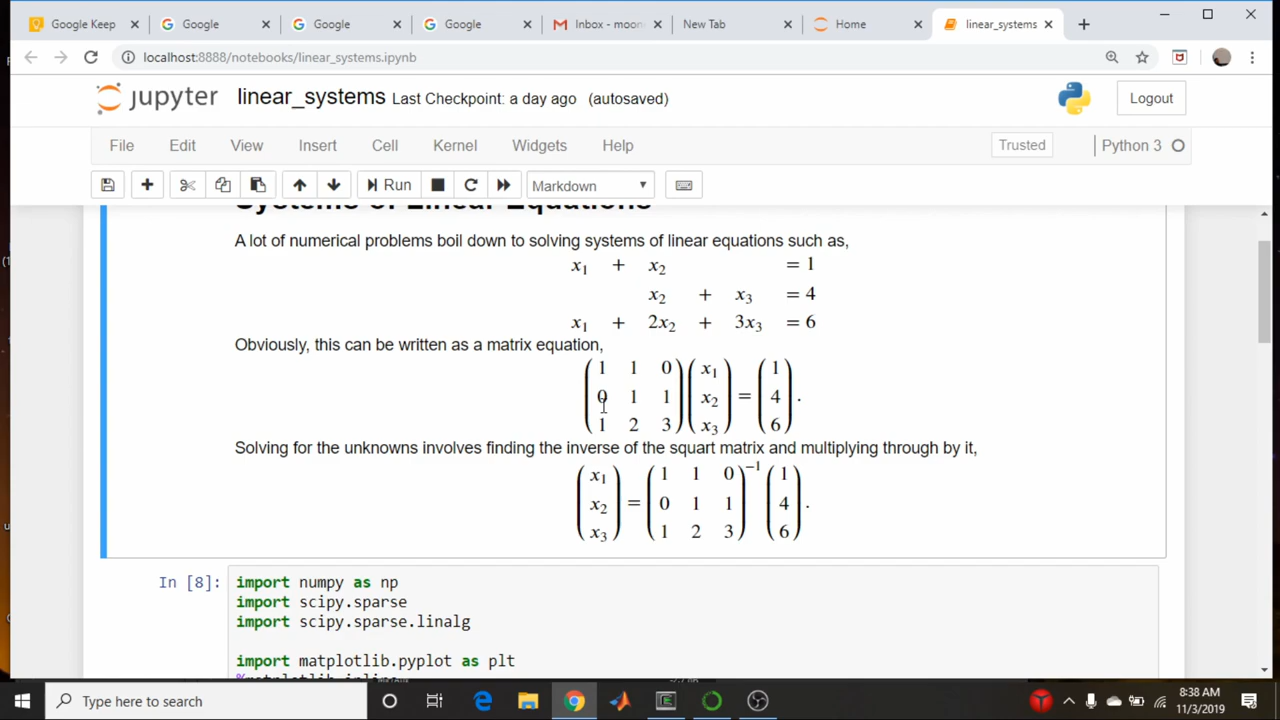 Google Keep
Google
Google
Google
Inbox - moon
New Tab
Home
linear_systems
localhost:8888/notebooks/linear_systems.ipynb
jupyter linear_systems Last Checkpoint: a day ago (autosaved)
Logout
File Edit View Insert Cell Kernel Widgets Help
Trusted
Python 3
Run
Markdown
Systems of Linear Equations
A lot of numerical problems boil down to solving systems of linear equations such as,
x₁ + x₂ = 1
x₂ + x₃ = 4
x₁ + 2x₂ + 3x₃ = 6
Obviously, this can be written as a matrix equation,
1 1 0 x₁ 1
0 1 1 x₂ = 4 .
1 2 3 x₃ 6
Solving for the unknowns involves finding the inverse of the squart matrix and multiplying through by it,
x₁ 1 1 0 −1 1
x₂ = 0 1 1 4 .
x₃ 1 2 3 6
In [8]:
import numpy as np
import scipy.sparse
import scipy.sparse.linalg
import matplotlib.pyplot as plt
%matplotlib inline
Type here to search
8:38 AM
11/3/2019